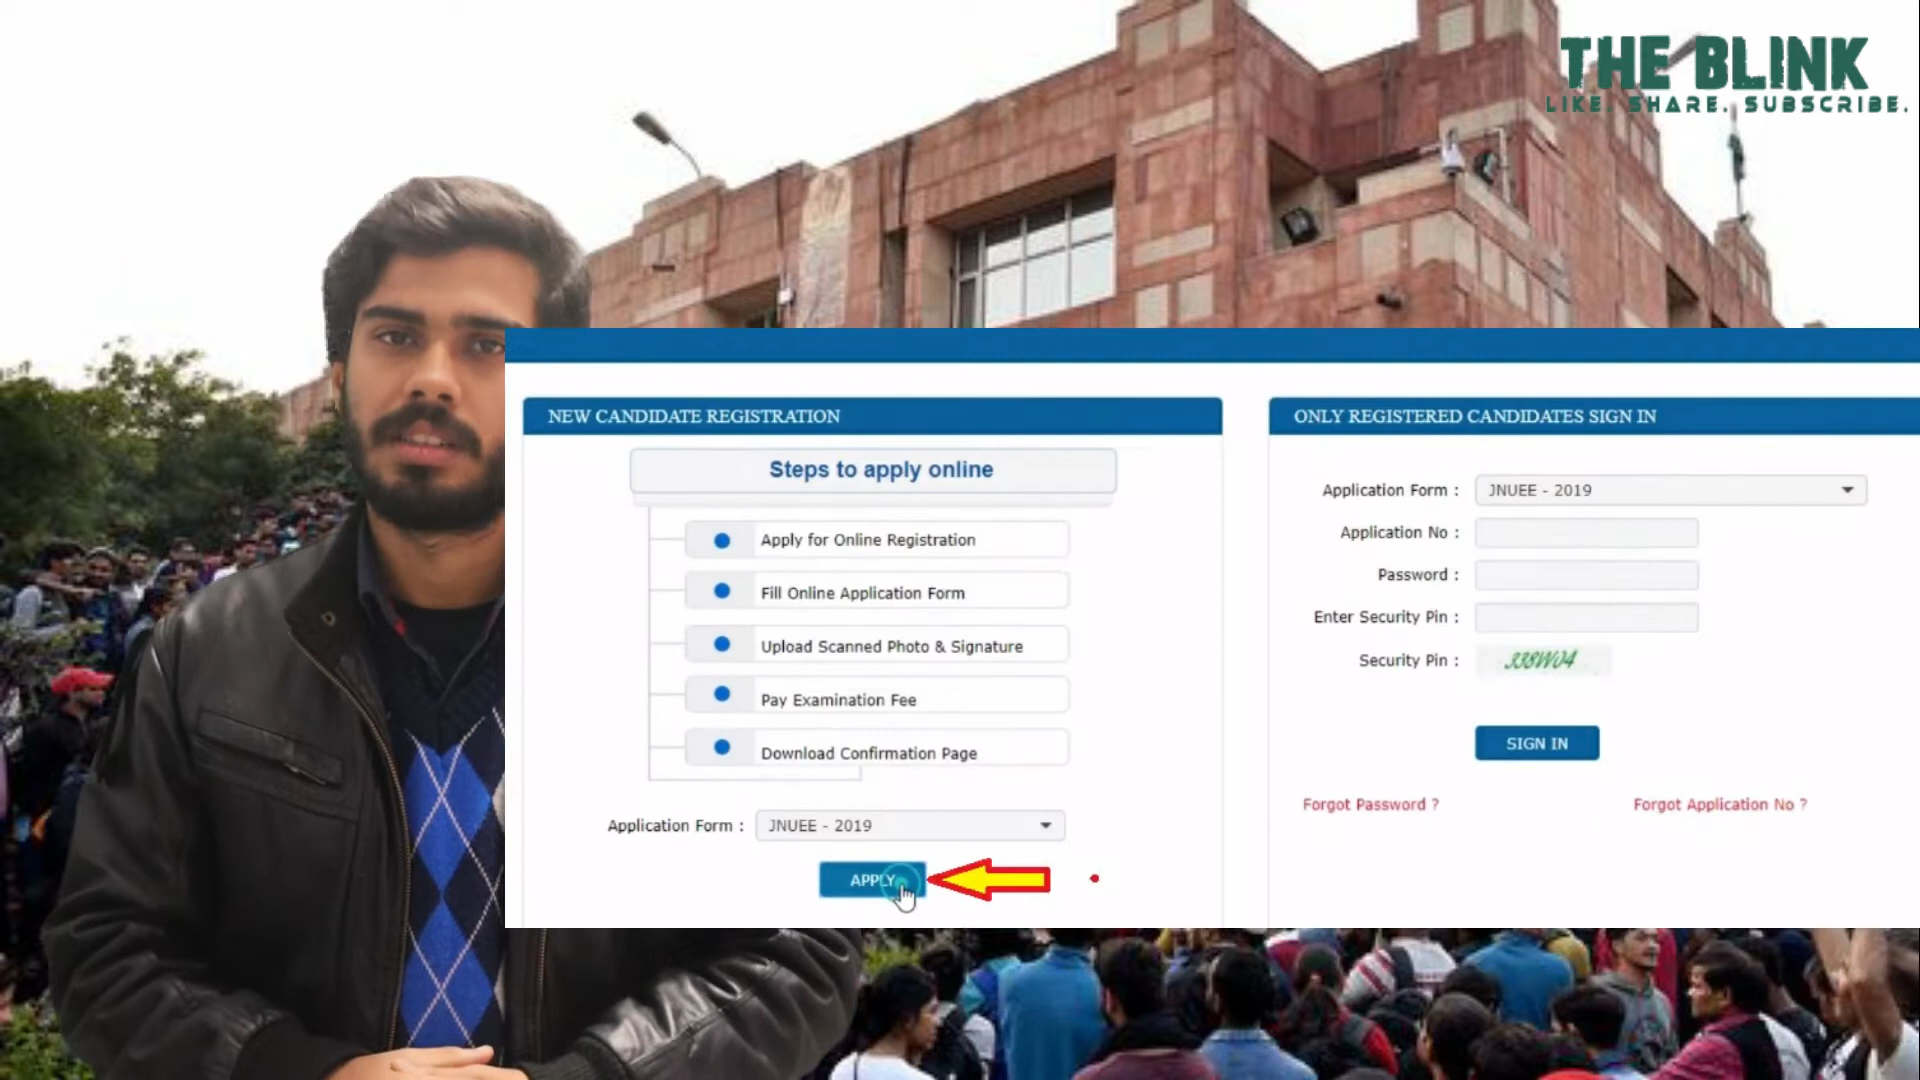 THE BLINK
LIKE. SHARE. SUBSCRIBE.
NEW CANDIDATE REGISTRATION
Steps to apply online
Apply for Online Registration
Fill Online Application Form
Upload Scanned Photo & Signature
Pay Examination Fee
Download Confirmation Page
Application Form : JNUEE - 2019
APPLY
ONLY REGISTERED CANDIDATES SIGN IN
Application Form : JNUEE - 2019
Application No :
Password :
Enter Security Pin :
Security Pin : 338W04
SIGN IN
Forgot Password ? Forgot Application No ?